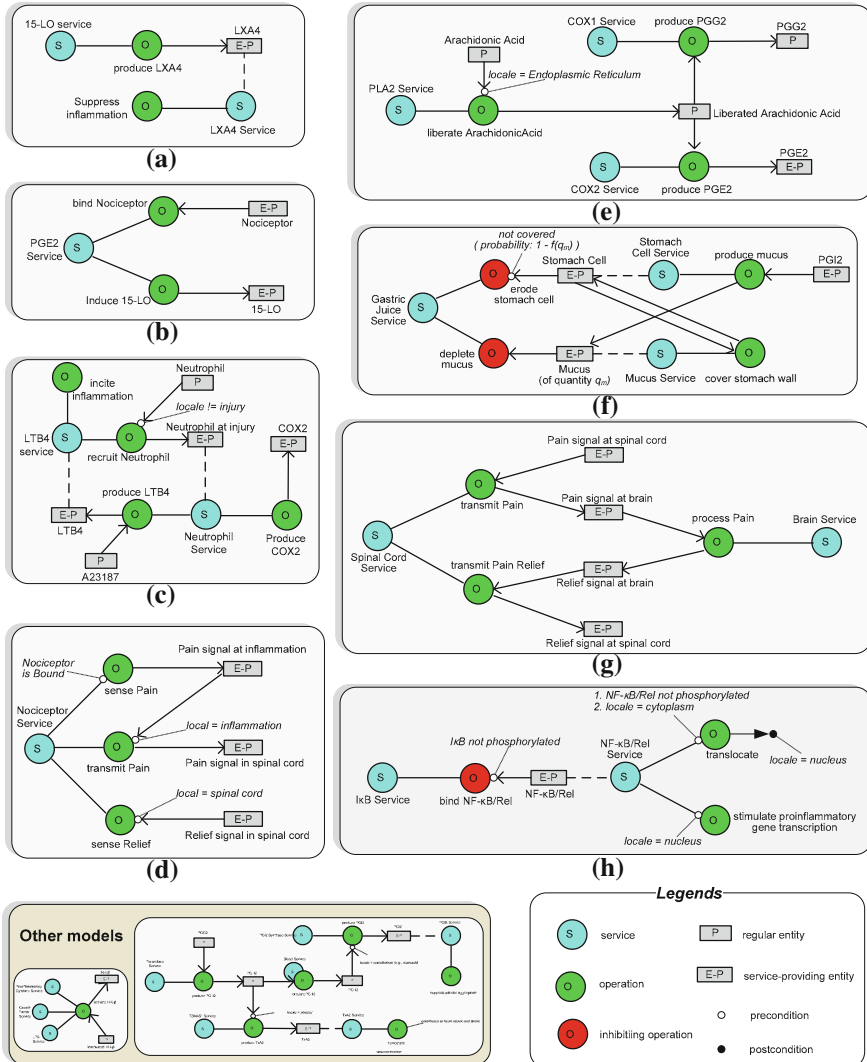 15-LO service
LXA4
S
O
E-P
produce LXA4
Suppress
inflammation
O
S
LXA4 Service
(a)
bind Nociceptor
O
E-P
Nociceptor
PGE2
Service
S
Induce 15-LO
O
E-P
15-LO
(b)
O
incite
inflammation
Neutrophil
P
locale != injury
LTB4
service
S
O
recruit Neutrophil
Neutrophil at injury
E-P
COX2
E-P
produce LTB4
E-P
LTB4
O
S
Neutrophil
Service
O
Produce
COX2
P
A23187
(c)
Nociceptor
is Bound
O
sense Pain
Pain signal at inflammation
E-P
Nociceptor
Service
S
O
transmit Pain
local = inflammation
E-P
Pain signal in spinal cord
local = spinal cord
O
sense Relief
E-P
Relief signal in spinal cord
(d)
COX1 Service
produce PGG2
PGG2
S
O
P
Arachidonic Acid
P
locale = Endoplasmic Reticulum
PLA2 Service
S
O
liberate ArachidonicAcid
P
Liberated Arachidonic Acid
PGE2
S
O
E-P
COX2 Service
produce PGE2
(e)
not covered
( probability: 1 - f(qm) )
Stomach Cell
Stomach
Cell Service
produce mucus
PGI2
O
E-P
S
O
E-P
erode
stomach cell
Gastric
Juice
Service
S
deplete
mucus
O
E-P
Mucus
(of quantity qm)
S
Mucus Service
O
cover stomach wall
(f)
Pain signal at spinal cord
E-P
O
transmit Pain
Pain signal at brain
E-P
process Pain
Brain Service
S
Spinal Cord
Service
O
S
transmit Pain Relief
O
E-P
Relief signal at brain
E-P
Relief signal at spinal cord
(g)
1. NF-κB/Rel not phosphorylated
2. locale = cytoplasm
IκB not phosphorylated
NF-κB/Rel
Service
O
translocate
locale = nucleus
S
IκB Service
O
bind NF-κB/Rel
E-P
NF-κB/Rel
S
O
stimulate proinflammatory
gene transcription
locale = nucleus
(h)
Other models
Legends
S
service
P
regular entity
O
operation
E-P
service-providing entity
O
inhibitiing operation
precondition
postcondition